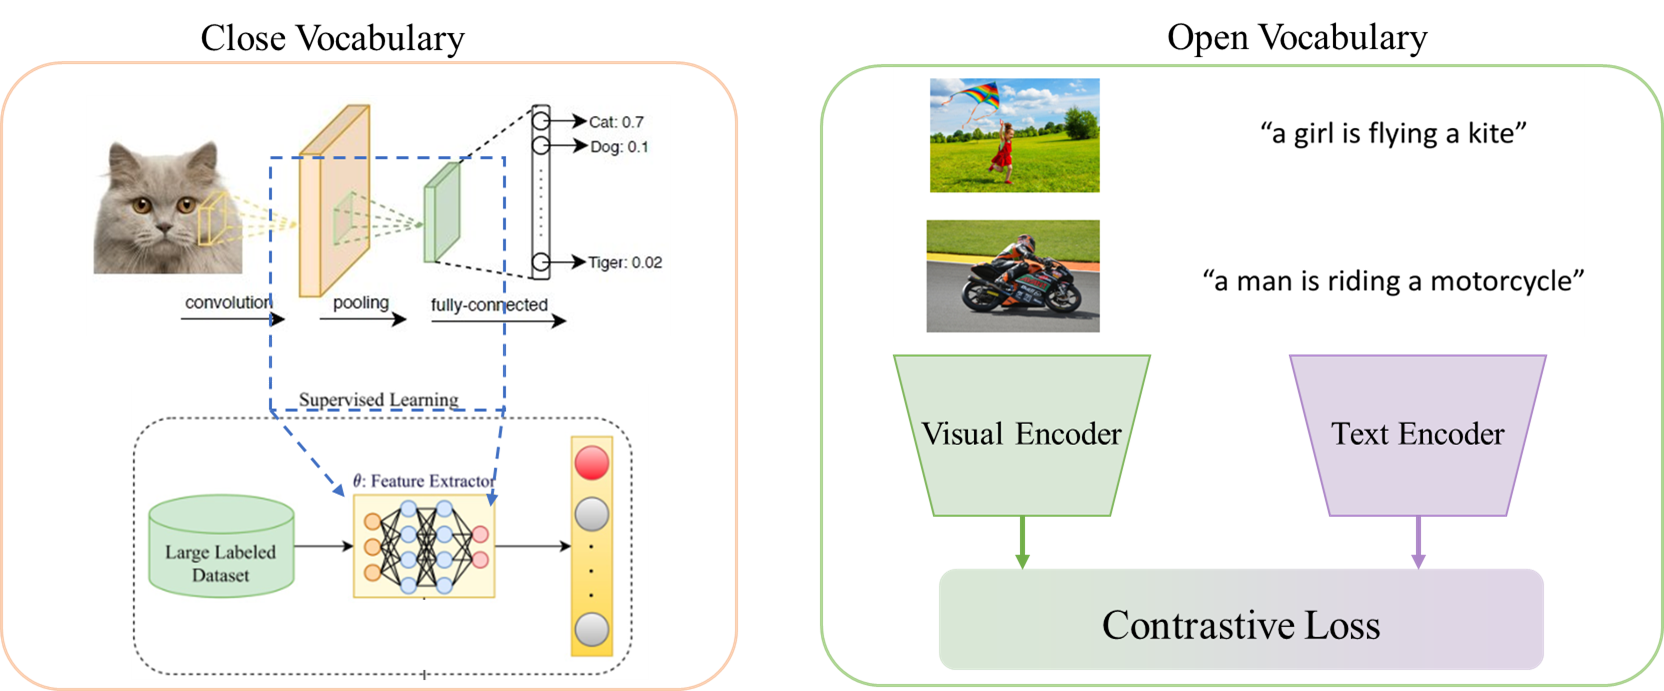 Close Vocabulary
Cat: 0.7
Dog: 0.1
Tiger: 0.02
convolution
pooling
fully-connected
Supervised Learning
θ: Feature Extractor
Large Labeled
Dataset
Open Vocabulary
“a girl is flying a kite”
“a man is riding a motorcycle”
Visual Encoder
Text Encoder
Contrastive Loss